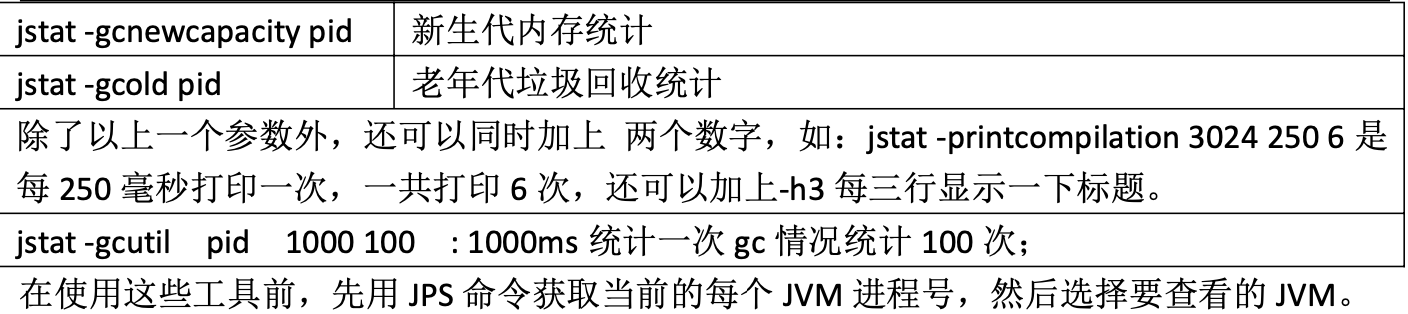 jstat -gcnewcapacity pid 新生代内存统计
jstat -gcold pid 老年代垃圾回收统计
除了以上一个参数外，还可以同时加上 两个数字，如：jstat -printcompilation 3024 250 6 是
每 250 毫秒打印一次，一共打印 6 次，还可以加上-h3 每三行显示一下标题。
jstat -gcutil pid 1000 100 : 1000ms 统计一次 gc 情况统计 100 次；
在使用这些工具前，先用 JPS 命令获取当前的每个 JVM 进程号，然后选择要查看的 JVM。